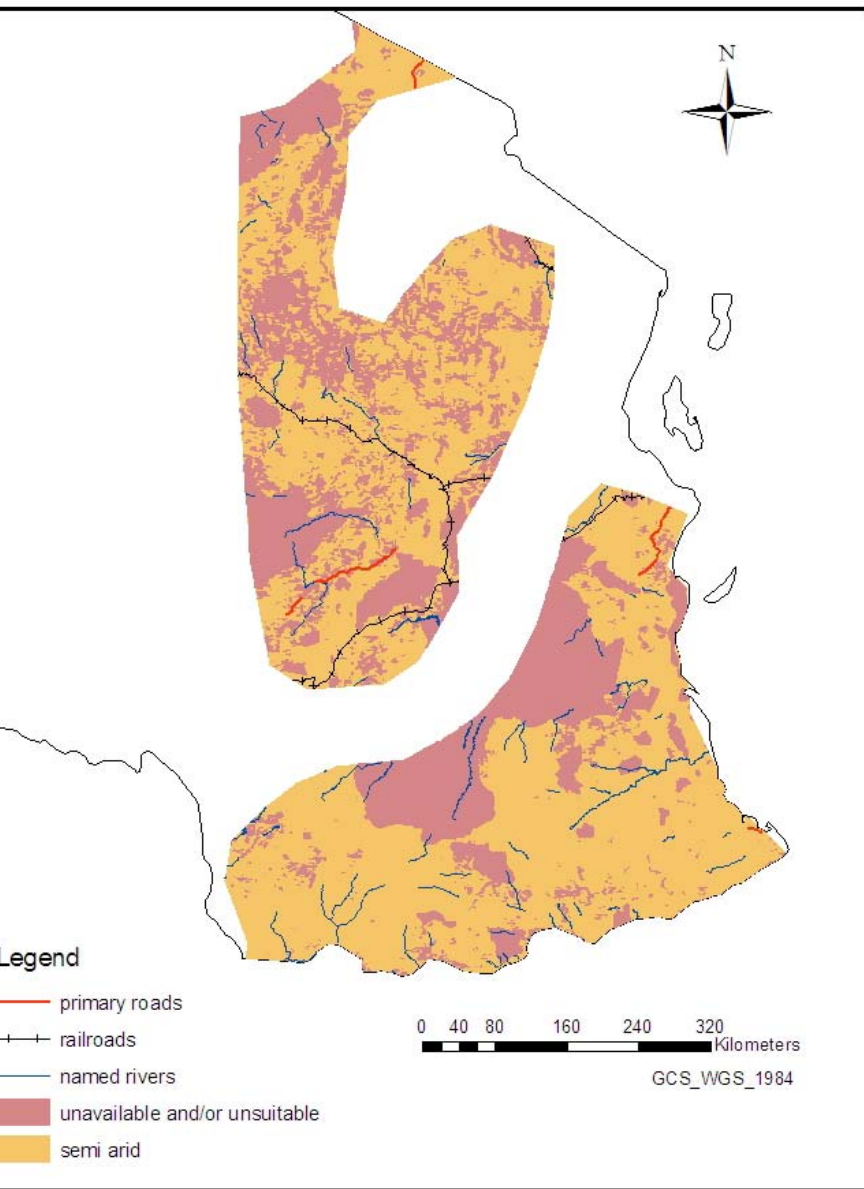 N
Legend
primary roads
railroads
named rivers
unavailable and/or unsuitable
semi arid
0 40 80 160 240 320
Kilometers
GCS_WGS_1984